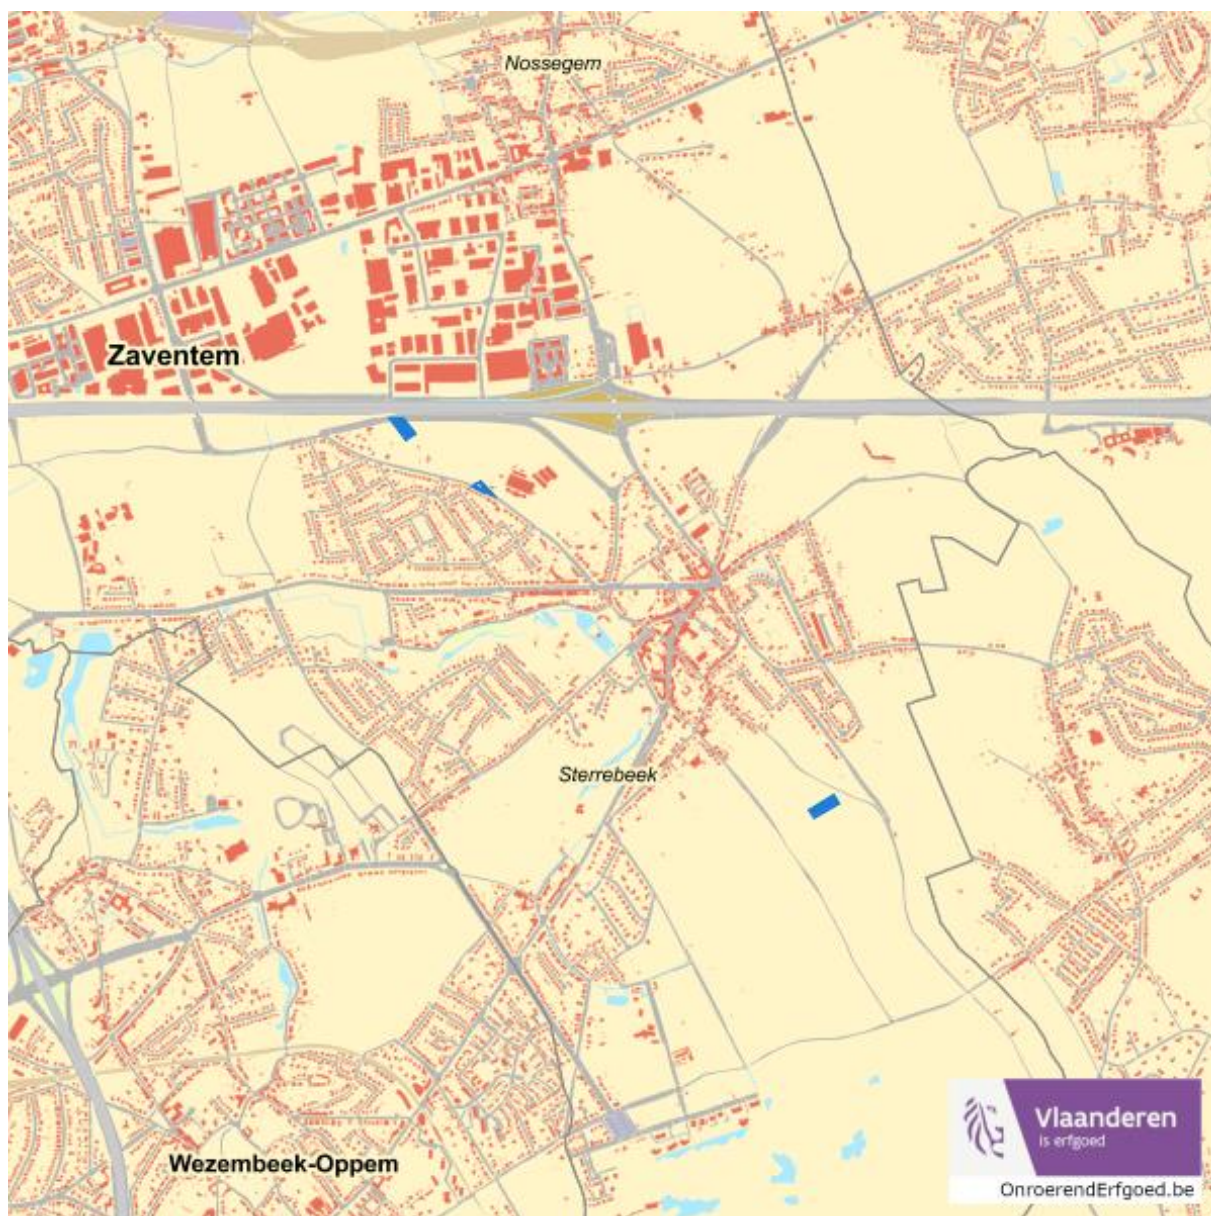 Nossegem
Zaventem
Sterrebeek
Wezembeek-Oppem
Vlaanderen
is erfgoed
OnroerendErfgoed.be